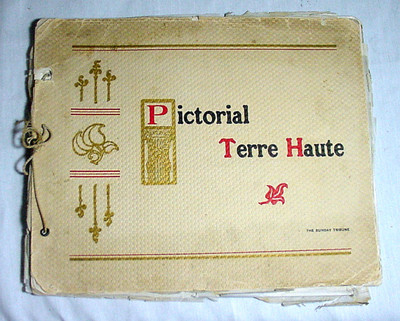 Pictorial
Terre Haute
THE SUNDAY TRIBUNE